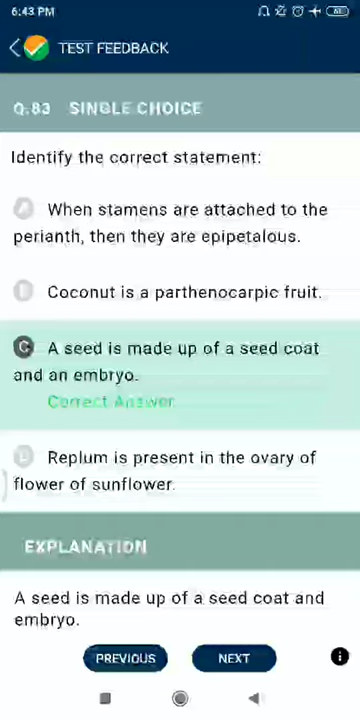 6:43 PM
TEST FEEDBACK
Q.83 SINGLE CHOICE
Identify the correct statement:
A When stamens are attached to the
perianth, then they are epipetalous.
B Coconut is a parthenocarpic fruit.
C A seed is made up of a seed coat
and an embryo.
Correct Answer
D Replum is present in the ovary of
flower of sunflower.
EXPLANATION
A seed is made up of a seed coat and
embryo.
PREVIOUS NEXT